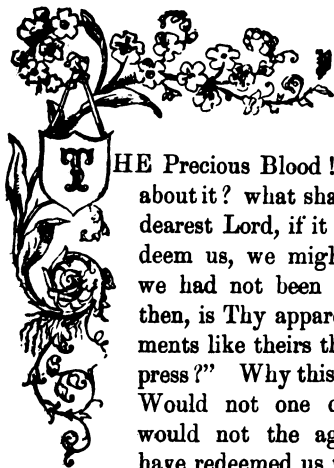 THE Precious Blood!
about it? what sha
dearest Lord, if it
deem us, we migh
we had not been
then, is Thy appare
ments like theirs th
press?" Why this
Would not one d
would not the ag
have redeemed us